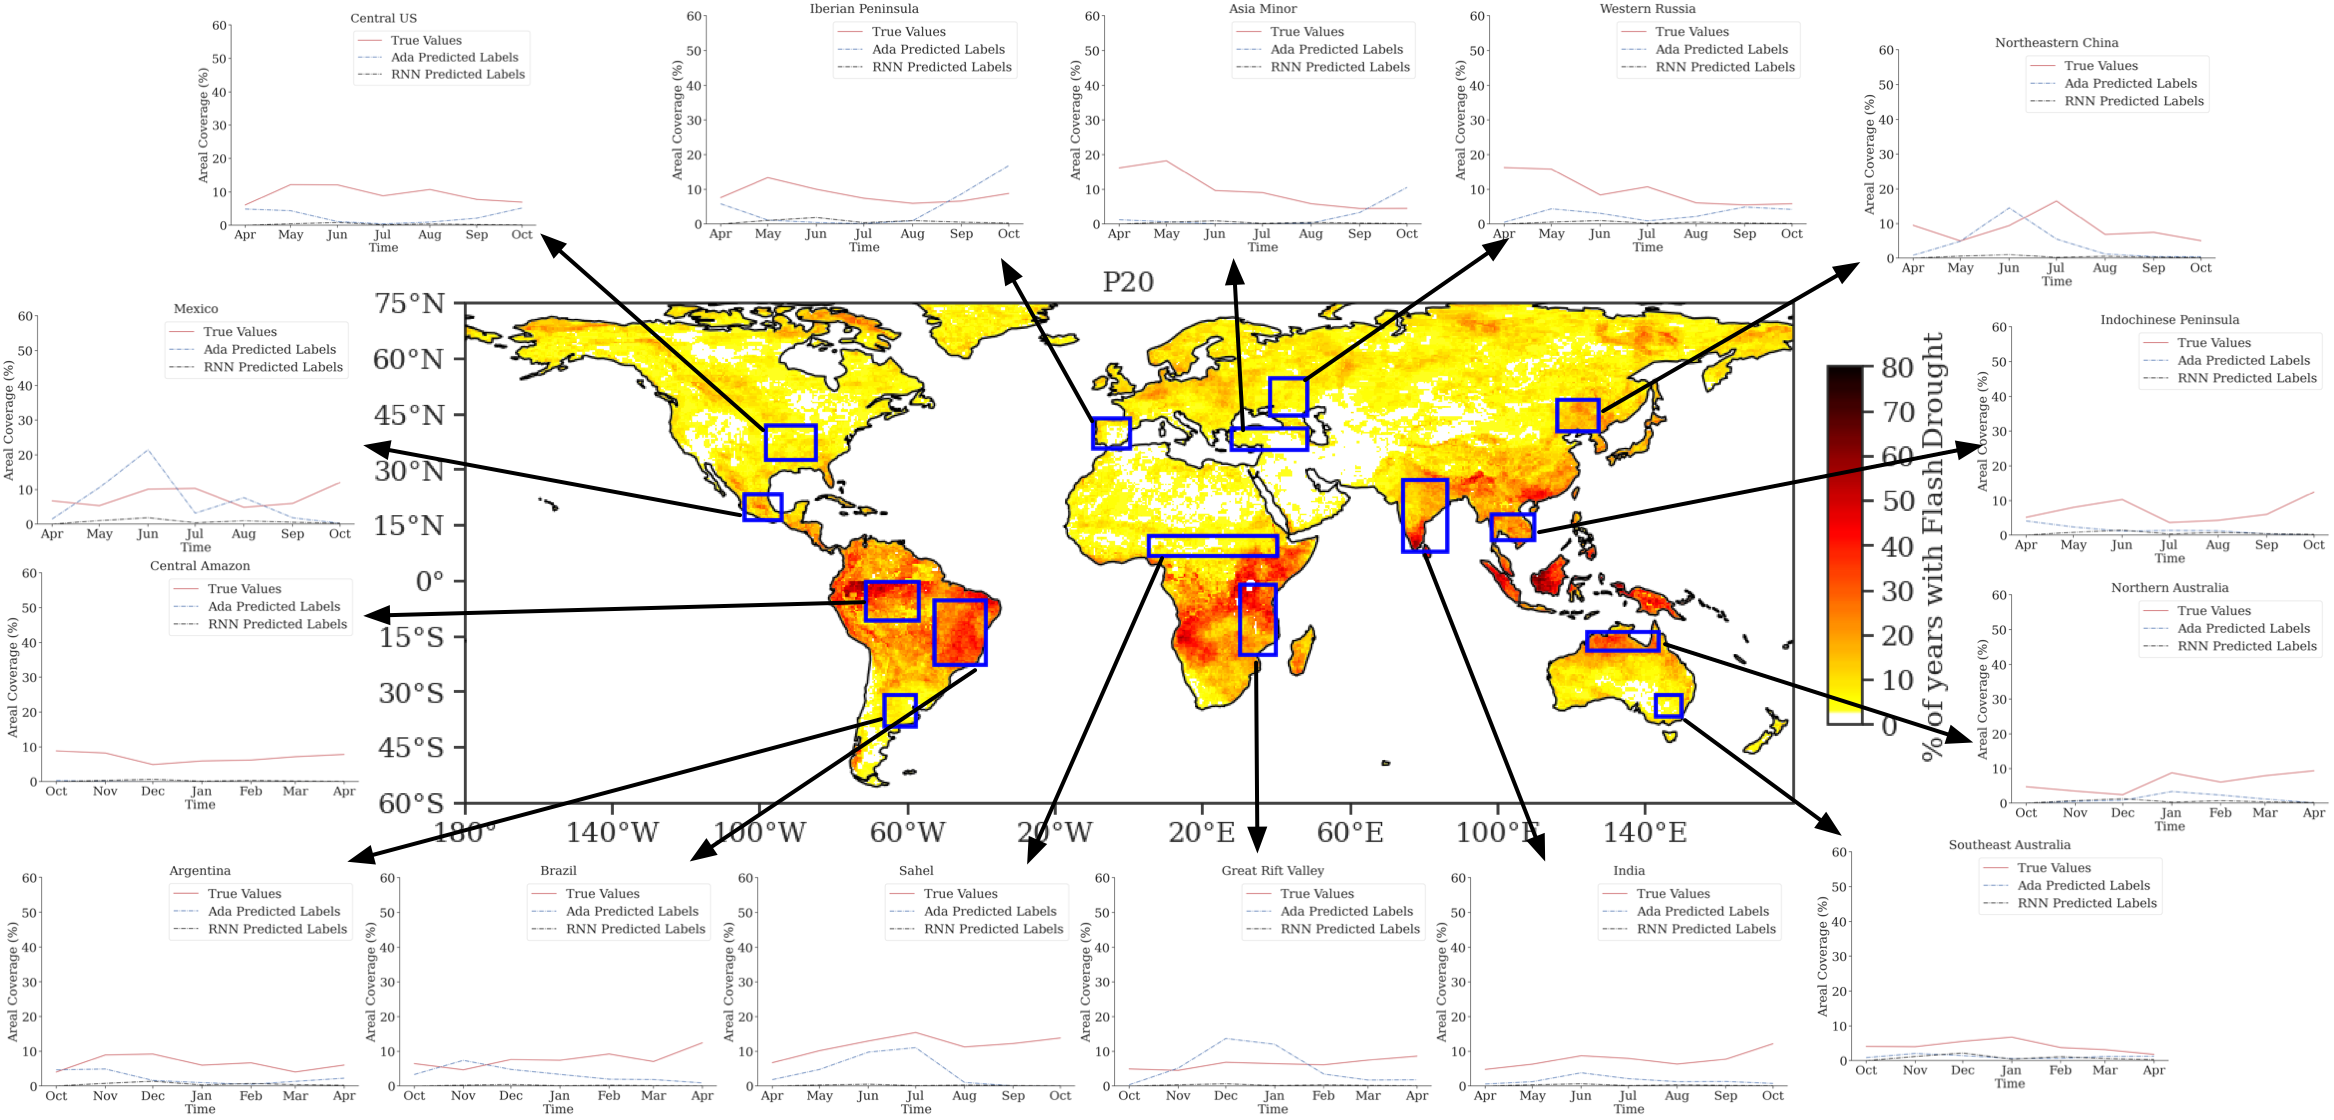 Central US
True Values
Ada Predicted Labels
RNN Predicted Labels
Areal Coverage (%)
60
50
40
30
20
10
0
Apr May Jun Jul Aug Sep Oct
Time
Iberian Peninsula
True Values
Ada Predicted Labels
RNN Predicted Labels
Areal Coverage (%)
60
50
40
30
20
10
0
Apr May Jun Jul Aug Sep Oct
Time
Asia Minor
True Values
Ada Predicted Labels
RNN Predicted Labels
Areal Coverage (%)
60
50
40
30
20
10
0
Apr May Jun Jul Aug Sep Oct
Time
Western Russia
True Values
Ada Predicted Labels
RNN Predicted Labels
Areal Coverage (%)
60
50
40
30
20
10
0
Apr May Jun Jul Aug Sep Oct
Time
Northeastern China
True Values
Ada Predicted Labels
RNN Predicted Labels
Areal Coverage (%)
60
50
40
30
20
10
0
Apr May Jun Jul Aug Sep Oct
Time
Mexico
True Values
Ada Predicted Labels
RNN Predicted Labels
Areal Coverage (%)
60
50
40
30
20
10
0
Apr May Jun Jul Aug Sep Oct
Time
P20
75°N
60°N
45°N
30°N
15°N
0°
15°S
30°S
45°S
60°S
180° 140°W 100°W 60°W 20°W 20°E 60°E 100°E 140°E
80
70
60
50
40
30
20
10
0
% of years with Flash Drought
Indochinese Peninsula
True Values
Ada Predicted Labels
RNN Predicted Labels
Areal Coverage (%)
60
50
40
30
20
10
0
Apr May Jun Jul Aug Sep Oct
Time
Central Amazon
True Values
Ada Predicted Labels
RNN Predicted Labels
Areal Coverage (%)
60
50
40
30
20
10
0
Oct Nov Dec Jan Feb Mar Apr
Time
Northern Australia
True Values
Ada Predicted Labels
RNN Predicted Labels
Areal Coverage (%)
60
50
40
30
20
10
0
Oct Nov Dec Jan Feb Mar Apr
Time
Argentina
True Values
Ada Predicted Labels
RNN Predicted Labels
Areal Coverage (%)
60
50
40
30
20
10
0
Oct Nov Dec Jan Feb Mar Apr
Time
Brazil
True Values
Ada Predicted Labels
RNN Predicted Labels
Areal Coverage (%)
60
50
40
30
20
10
0
Oct Nov Dec Jan Feb Mar Apr
Time
Sahel
True Values
Ada Predicted Labels
RNN Predicted Labels
Areal Coverage (%)
60
50
40
30
20
10
0
Apr May Jun Jul Aug Sep Oct
Time
Great Rift Valley
True Values
Ada Predicted Labels
RNN Predicted Labels
Areal Coverage (%)
60
50
40
30
20
10
0
Oct Nov Dec Jan Feb Mar Apr
Time
India
True Values
Ada Predicted Labels
RNN Predicted Labels
Areal Coverage (%)
60
50
40
30
20
10
0
Apr May Jun Jul Aug Sep Oct
Time
Southeast Australia
True Values
Ada Predicted Labels
RNN Predicted Labels
Areal Coverage (%)
60
50
40
30
20
10
0
Oct Nov Dec Jan Feb Mar Apr
Time